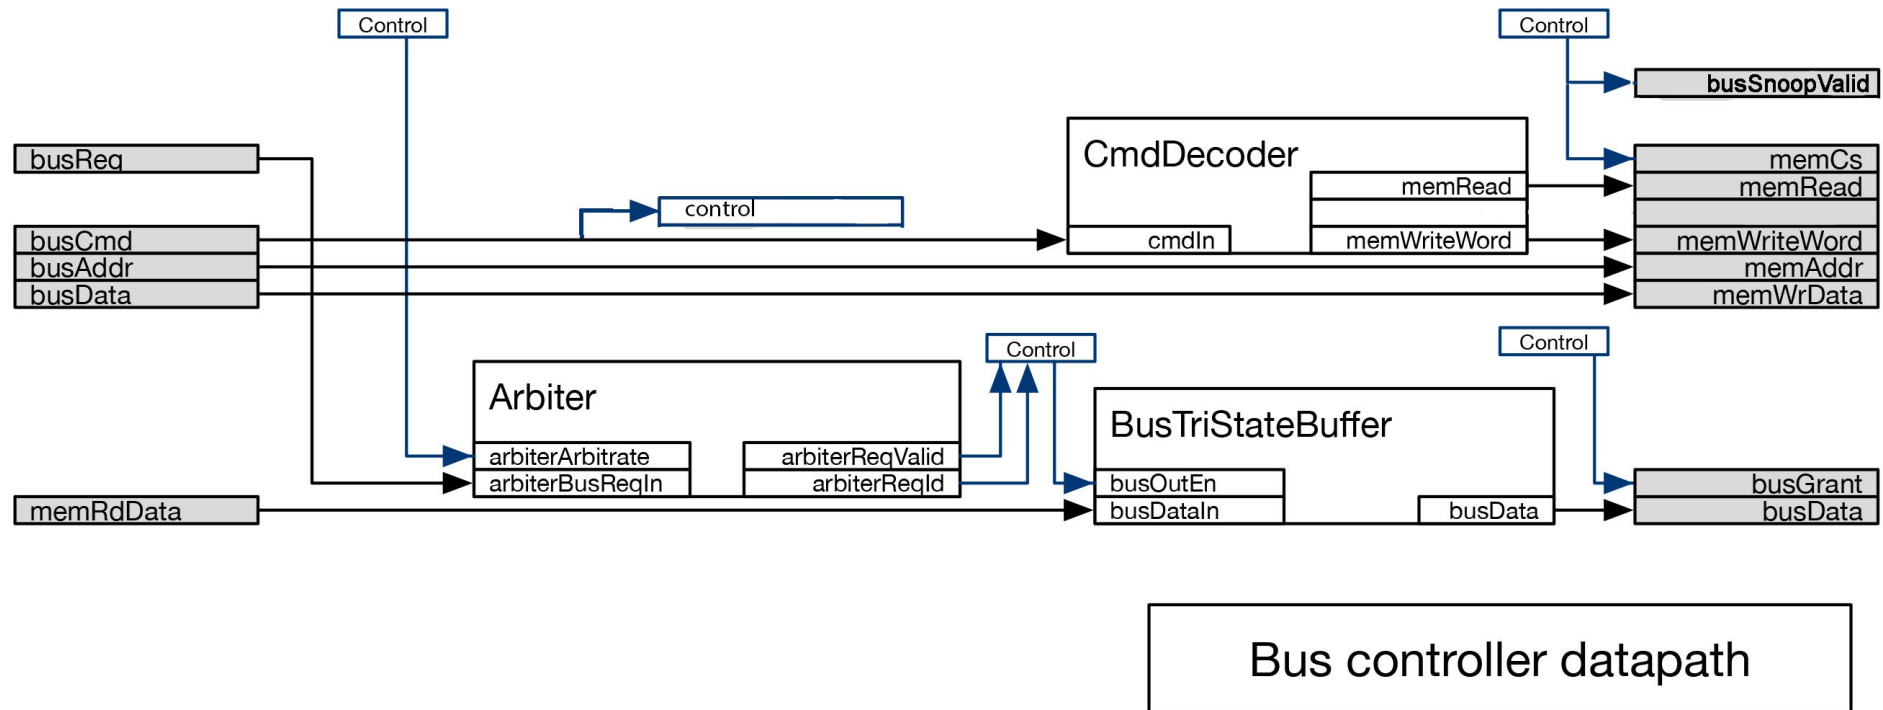 Control
Control
busSnoopValid
busReq
CmdDecoder
memCs
memRead
memRead
control
busCmd
cmdIn
memWriteWord
memWriteWord
busAddr
memAddr
busData
memWrData
Control
Control
Arbiter
BusTriStateBuffer
arbiterArbitrate
arbiterReqValid
arbiterBusReqIn
arbiterReqId
busOutEn
busGrant
memRdData
busDataIn
busData
busData
Bus controller datapath